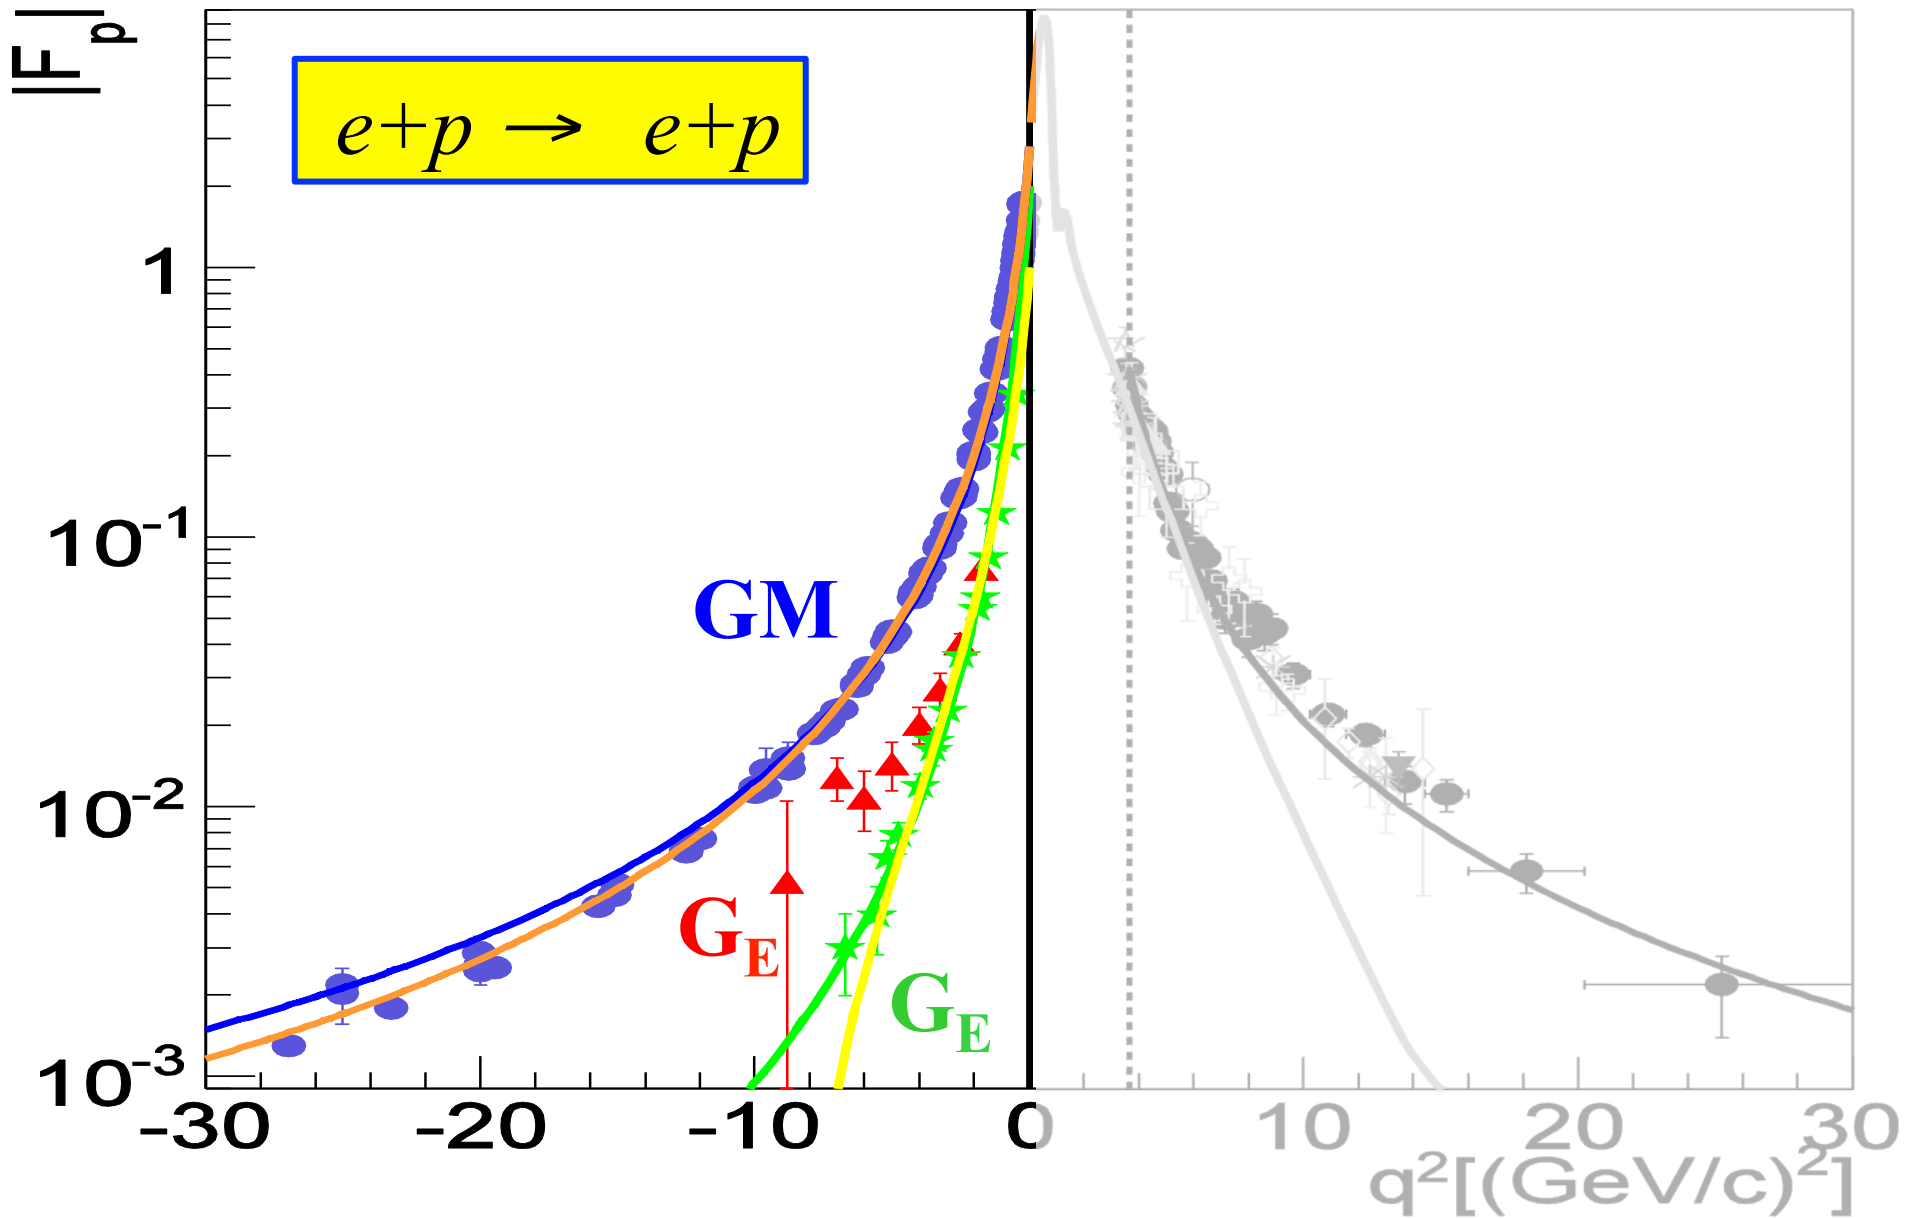 |F_p|
e+p → e+p
1
10^-1
GM
10^-2
G_E
G_E
10^-3
-30 -20 -10 0 10 20 30
q^2[(GeV/c)^2]